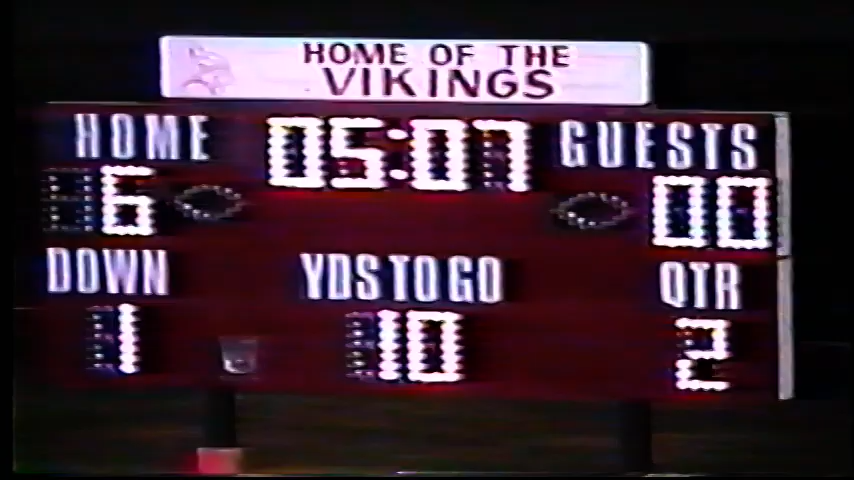 HOME OF THE
VIKINGS
HOME 05:07 GUESTS
6 00
DOWN YDS TO GO QTR
1 10 2